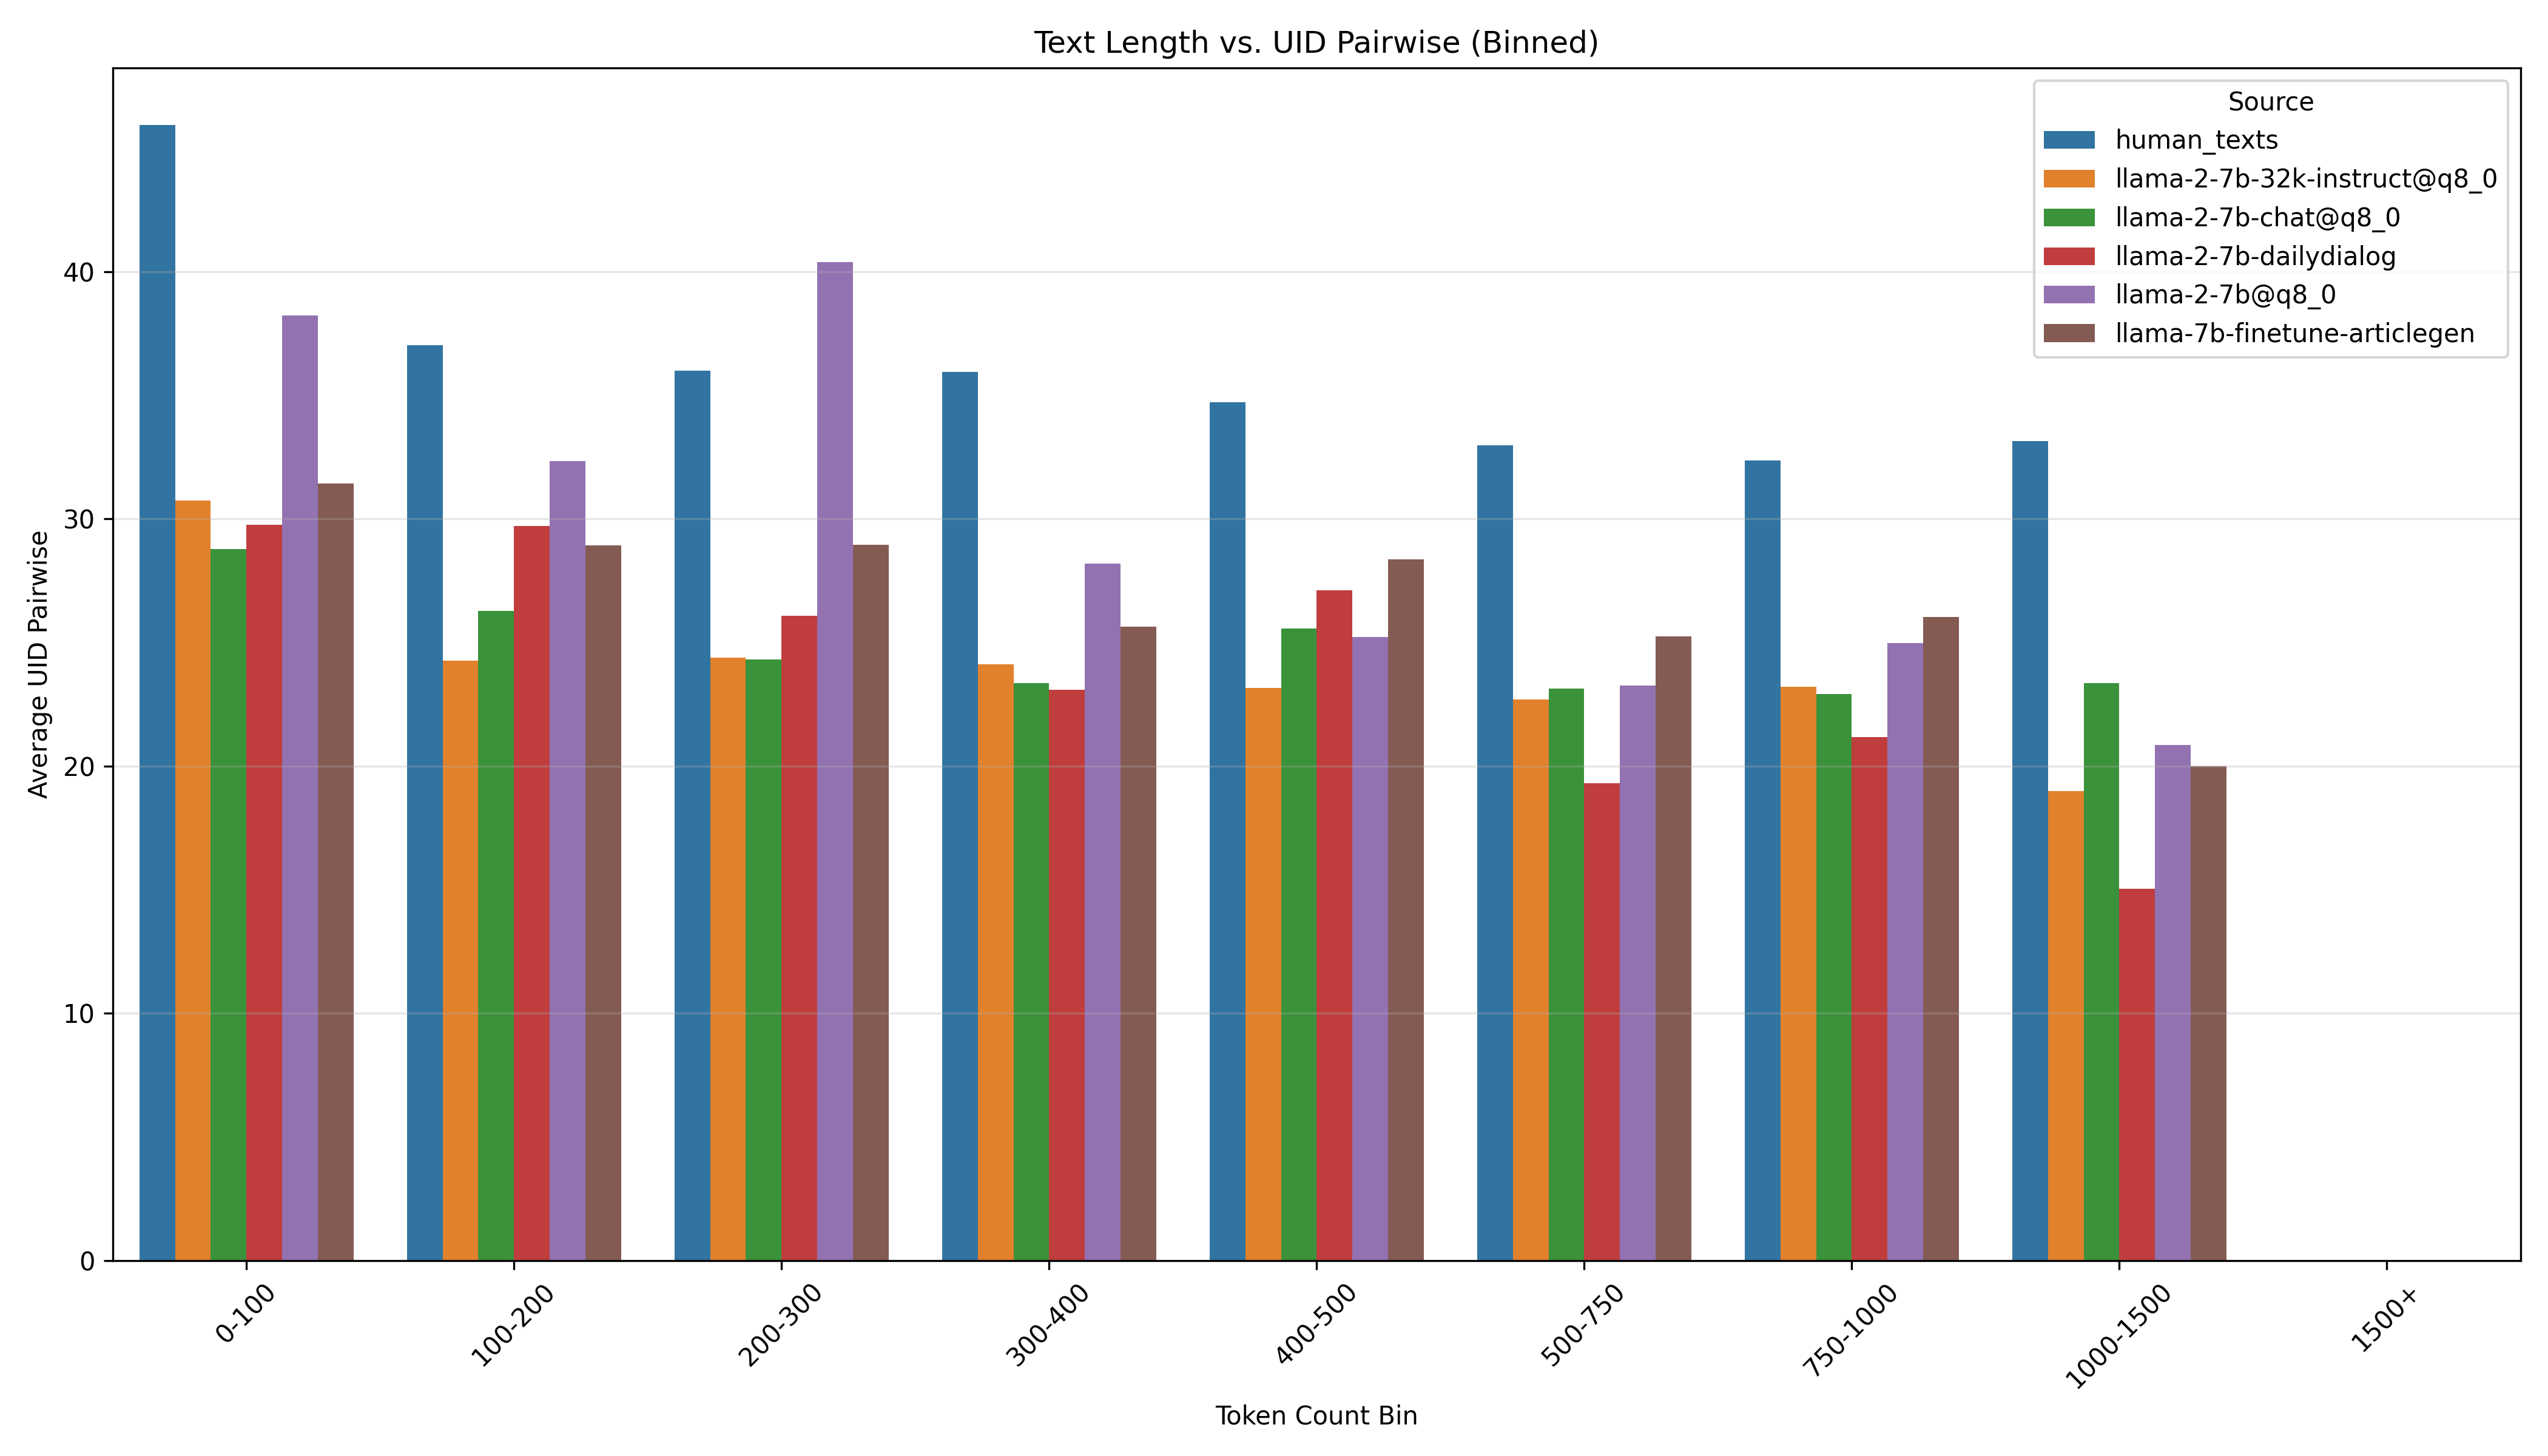 Text Length vs. UID Pairwise (Binned)
Source
human_texts
llama-2-7b-32k-instruct@q8_0
llama-2-7b-chat@q8_0
llama-2-7b-dailydialog
llama-2-7b@q8_0
llama-7b-finetune-articlegen
Average UID Pairwise
40
30
20
10
0
0-100
100-200
200-300
300-400
400-500
500-750
750-1000
1000-1500
1500+
Token Count Bin